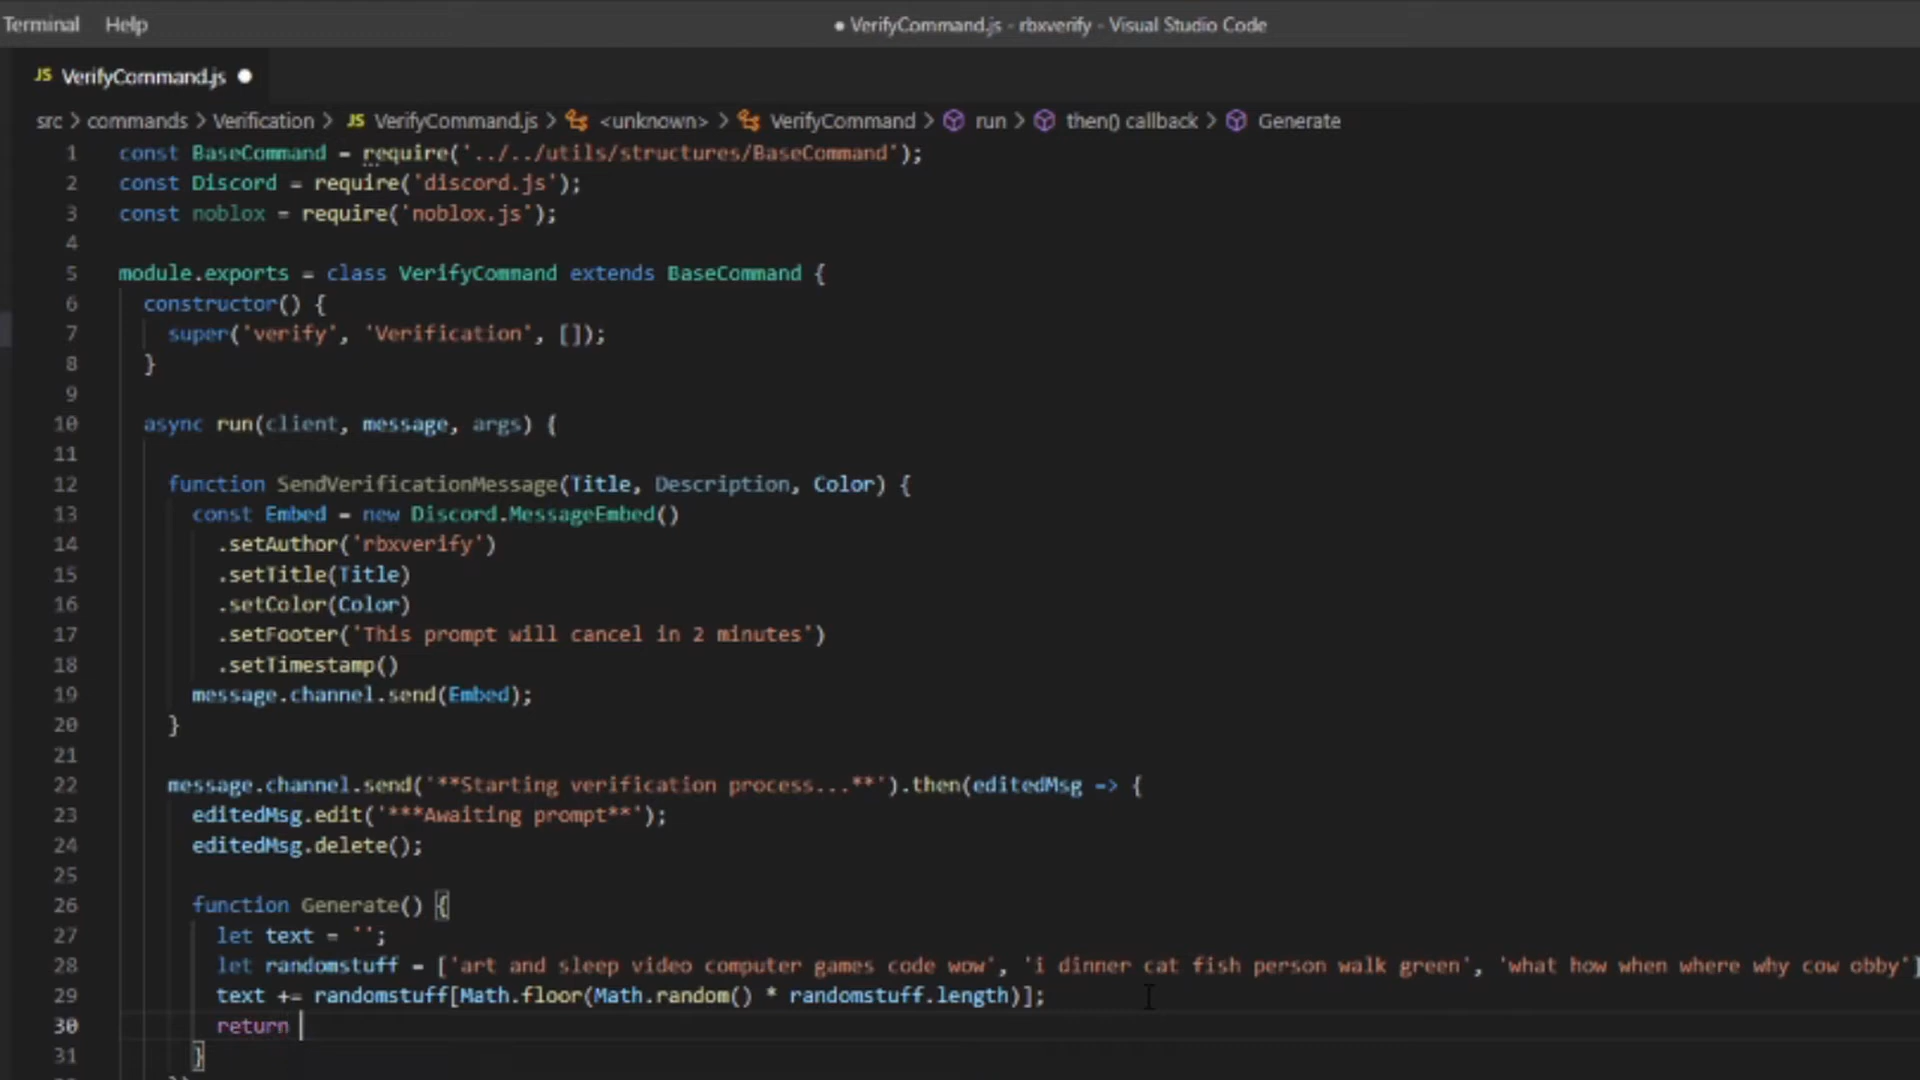 Terminal Help ● VerifyCommand.js - rbxverify - Visual Studio Code
JS VerifyCommand.js ●
src > commands > Verification > JS VerifyCommand.js > <unknown> > VerifyCommand > run > then() callback > Generate
1 const BaseCommand = require('../../utils/structures/BaseCommand');
2 const Discord = require('discord.js');
3 const noblox = require('noblox.js');
4
5 module.exports = class VerifyCommand extends BaseCommand {
6 constructor() {
7 super('verify', 'Verification', []);
8 }
9
10 async run(client, message, args) {
11
12 function SendVerificationMessage(Title, Description, Color) {
13 const Embed = new Discord.MessageEmbed()
14 .setAuthor('rbxverify')
15 .setTitle(Title)
16 .setColor(Color)
17 .setFooter('This prompt will cancel in 2 minutes')
18 .setTimestamp()
19 message.channel.send(Embed);
20 }
21
22 message.channel.send('**Starting verification process...**').then(editedMsg => {
23 editedMsg.edit('***Awaiting prompt**');
24 editedMsg.delete();
25
26 function Generate() {
27 let text = '';
28 let randomstuff = ['art and sleep video computer games code wow', 'i dinner cat fish person walk green', 'what how when where why cow obby']
29 text += randomstuff[Math.floor(Math.random() * randomstuff.length)];
30 return
31 }